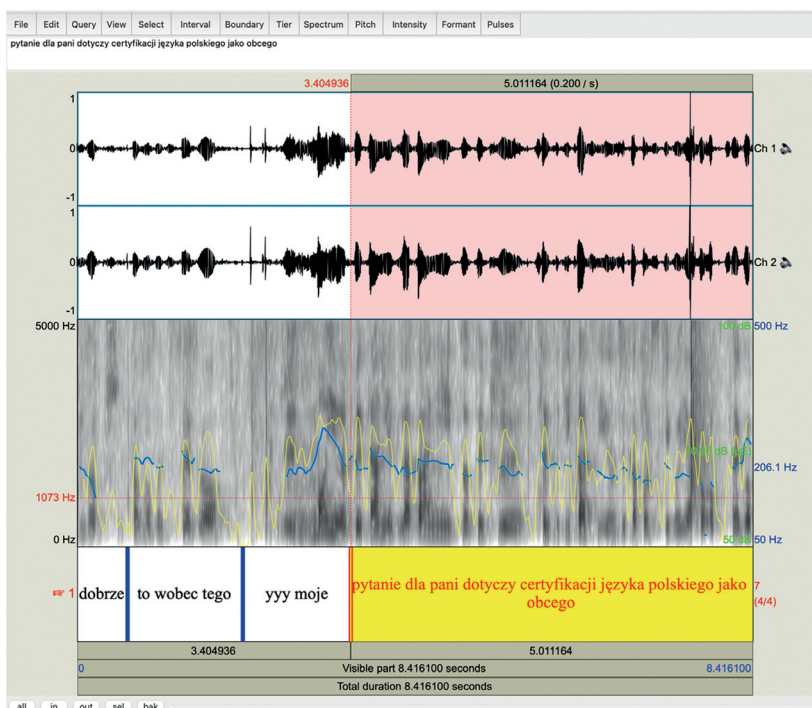 File Edit Query View Select Interval Boundary Tier Spectrum Pitch Intensity Formant Pulses
pytanie dla pani dotyczy certyfikacji języka polskiego jako obcego
3.404936 5.011164 (0.200 / s)
1
0 Ch 1
-1
1
0 Ch 2
-1
5000 Hz 100 dB 500 Hz
206.1 Hz
1073 Hz
0 Hz 50 dB 50 Hz
1 dobrze to wobec tego yyy moje pytanie dla pani dotyczy certyfikacji języka polskiego jako 7
obcego (4/4)
3.404936 5.011164
0 Visible part 8.416100 seconds 8.416100
Total duration 8.416100 seconds
all in out sel bak